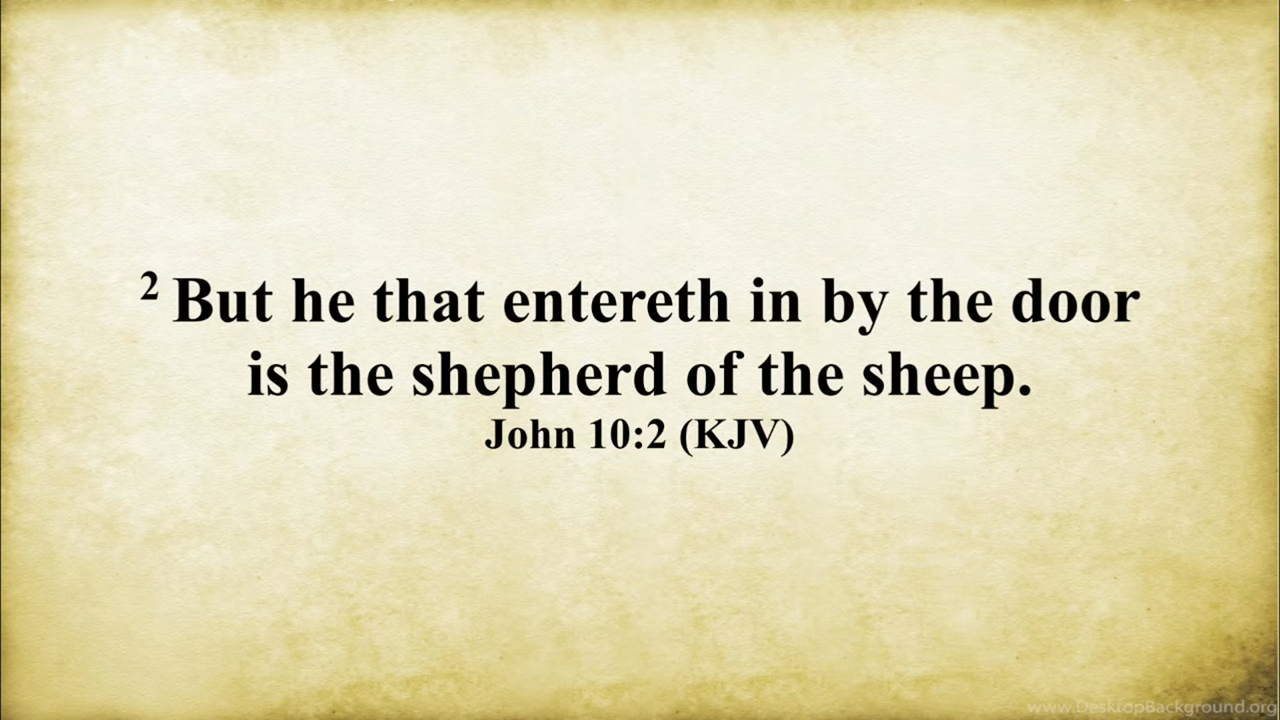 2 But he that entereth in by the door
is the shepherd of the sheep.
John 10:2 (KJV)
www.DesktopBackground.org